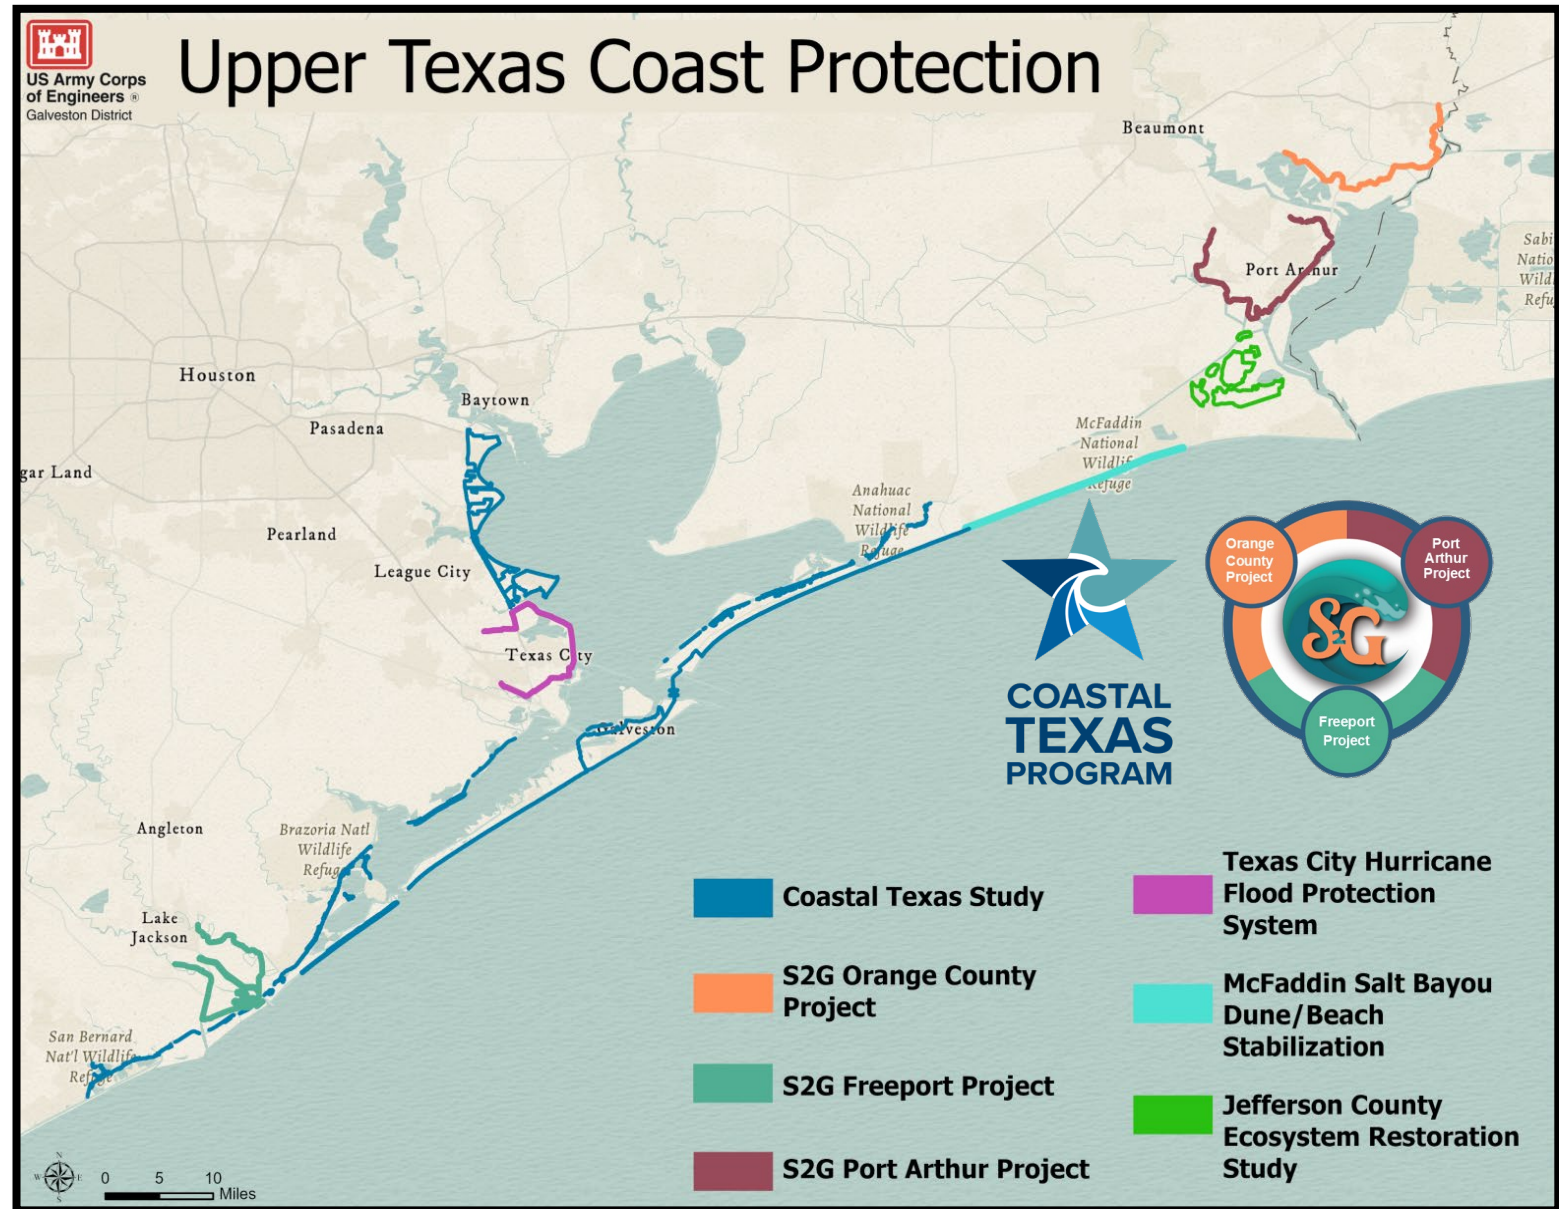 US Army Corps
of Engineers ®
Galveston District
Upper Texas Coast Protection
Beaumont
Port Arthur
Sabi
Natio
Wild
Refu
Houston
Baytown
Pasadena
gar Land
Pearland
League City
Texas City
Galveston
McFaddin
National
Wildlife
Refuge
Anahuac
National
Wildlife
Refuge
Angleton
Brazoria Natl
Wildlife
Refuge
Lake
Jackson
San Bernard
Nat'l Wildlife
Refuge
COASTAL
TEXAS
PROGRAM
Orange
County
Project
Port
Arthur
Project
S2G
Freeport
Project
Coastal Texas Study
S2G Orange County
Project
S2G Freeport Project
S2G Port Arthur Project
Texas City Hurricane
Flood Protection
System
McFaddin Salt Bayou
Dune/Beach
Stabilization
Jefferson County
Ecosystem Restoration
Study
N
W E
S
0 5 10
Miles